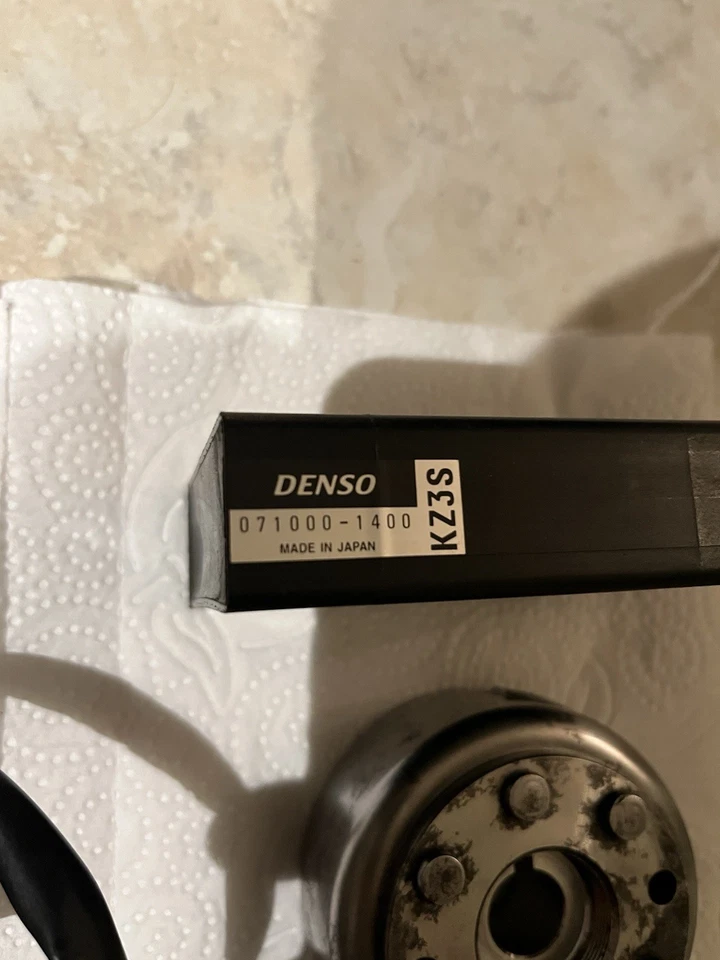 DENSO
071000-1400
MADE IN JAPAN
KZ3S